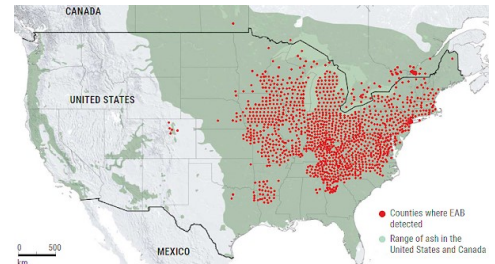 CANADA
UNITED STATES
MEXICO
0 500
km
Counties where EAB
detected
Range of ash in the
United States and Canada